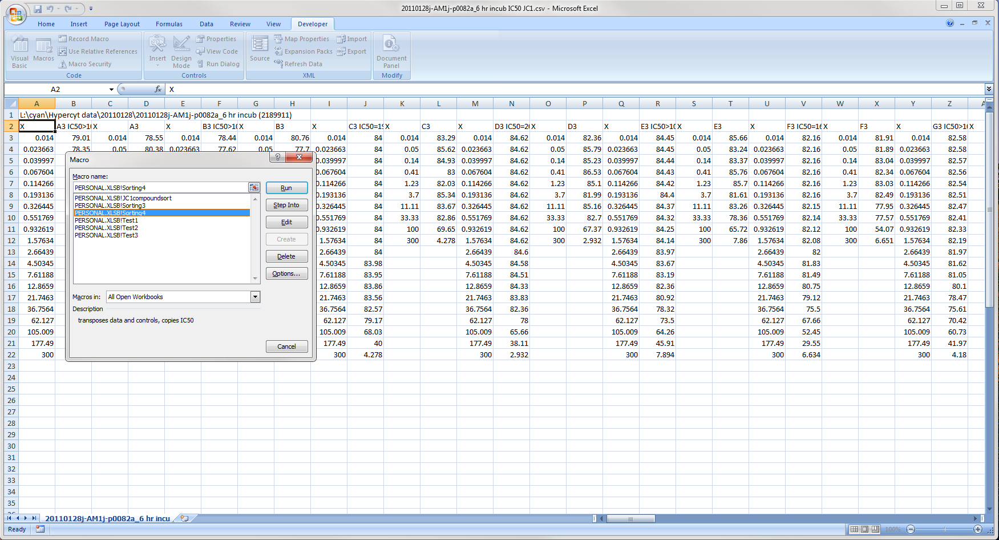 20110128j-AM1j-p0082a_6 hr incub IC50 JC1.csv - Microsoft Excel
Home Insert Page Layout Formulas Data Review View Developer
Visual Basic Macros Record Macro Use Relative References Macro Security Code
Insert Design Mode Properties View Code Run Dialog Controls
Source Map Properties Expansion Packs Refresh Data Import Export XML
Document Panel Modify
A2 fx X
A B C D E F G H I J K L M N O P Q R S T U V W X Y Z
1 L:\cyan\Hypercyt data\20110128\20110128j-AM1j-p0082a_6 hr incub (2189911)
2 X A3 IC50>10 X A3 X B3 IC50>10 X B3 X C3 IC50=19 X C3 X D3 IC50=20 X D3 X E3 IC50>10 X E3 X F3 IC50=16 X F3 X G3 IC50>10 X
3 0.014 79.01 0.014 78.55 0.014 78.44 0.014 80.76 0.014 84 0.014 83.29 0.014 84.62 0.014 82.36 0.014 84.45 0.014 85.66 0.014 82.16 0.014 81.91 0.014 82.58
4 0.023663 78.35 0.05 80.38 0.023663 77.62 0.05 77.7 0.023663 84 0.05 85.62 0.023663 84.62 0.05 85.79 0.023663 84.45 0.05 83.24 0.023663 82.16 0.05 81.89 0.023663 82.58
5 0.039997 0.039997 84 0.14 84.93 0.039997 84.62 0.14 85.23 0.039997 84.44 0.14 83.37 0.039997 82.16 0.14 83.04 0.039997 82.57
6 0.067604 0.067604 84 0.41 83 0.067604 84.62 0.41 86.53 0.067604 84.43 0.41 85.76 0.067604 82.16 0.41 82.34 0.067604 82.56
7 0.114266 0.114266 84 1.23 82.03 0.114266 84.62 1.23 85.1 0.114266 84.42 1.23 85.7 0.114266 82.16 1.23 83.03 0.114266 82.54
8 0.193136 0.193136 84 3.7 85.34 0.193136 84.62 3.7 81.99 0.193136 84.4 3.7 81.61 0.193136 82.16 3.7 82.49 0.193136 82.51
9 0.326445 0.326445 84 11.11 83.67 0.326445 84.62 11.11 85.16 0.326445 84.37 11.11 83.26 0.326445 82.15 11.11 77.95 0.326445 82.47
10 0.551769 0.551769 84 33.33 82.86 0.551769 84.62 33.33 82.7 0.551769 84.32 33.33 78.36 0.551769 82.14 33.33 77.57 0.551769 82.41
11 0.932619 0.932619 84 100 69.65 0.932619 84.62 100 67.37 0.932619 84.25 100 65.72 0.932619 82.12 100 54.07 0.932619 82.33
12 1.57634 1.57634 84 300 4.278 1.57634 84.62 300 2.932 1.57634 84.14 300 7.86 1.57634 82.08 300 6.651 1.57634 82.19
13 2.66439 2.66439 84 2.66439 84.6 2.66439 83.97 2.66439 82 2.66439 81.97
14 4.50345 4.50345 83.98 4.50345 84.58 4.50345 83.67 4.50345 81.83 4.50345 81.62
15 7.61188 7.61188 83.95 7.61188 84.51 7.61188 83.19 7.61188 81.49 7.61188 81.05
16 12.8659 12.8659 83.86 12.8659 84.33 12.8659 82.36 12.8659 80.75 12.8659 80.1
17 21.7463 21.7463 83.56 21.7463 83.83 21.7463 80.92 21.7463 79.12 21.7463 78.47
18 36.7564 36.7564 82.57 36.7564 82.36 36.7564 78.32 36.7564 75.5 36.7564 75.61
19 62.127 62.127 79.17 62.127 78 62.127 73.5 62.127 67.66 62.127 70.42
20 105.009 105.009 68.03 105.009 65.66 105.009 64.26 105.009 52.45 105.009 60.73
21 177.49 177.49 40 177.49 38.11 177.49 45.91 177.49 29.55 177.49 41.97
22 300 300 4.278 300 2.932 300 7.894 300 6.634 300 4.18
23
24
25
26
27
28
29
30
31
32
33
34
35
Macro
Macro name:
PERSONAL.XLSB!Sorting4
PERSONAL.XLSB!JC1compoundsort
PERSONAL.XLSB!Sorting3
PERSONAL.XLSB!Sorting4
PERSONAL.XLSB!Test1
PERSONAL.XLSB!Test2
PERSONAL.XLSB!Test3
Run
Step Into
Edit
Create
Delete
Options...
Macros in: All Open Workbooks
Description
transposes data and controls, copies IC50
Cancel
20110128j-AM1j-p0082a_6 hr incu
Ready 100%